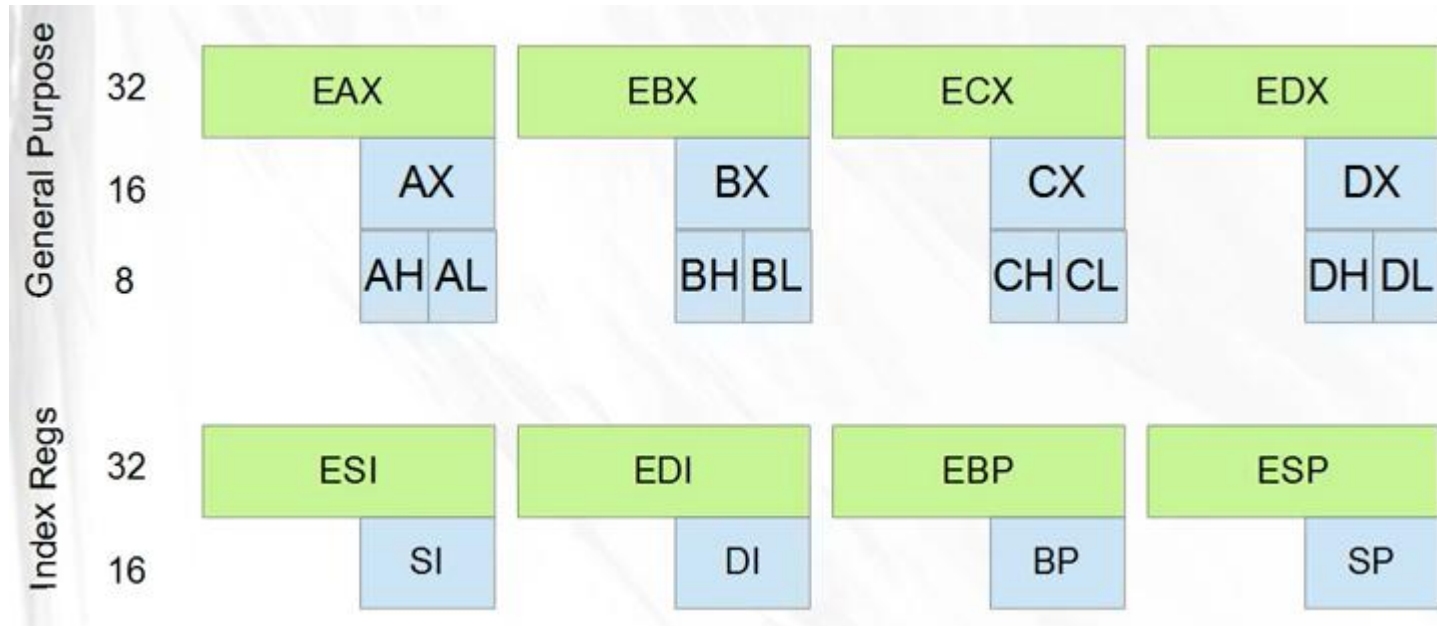 General Purpose
32 EAX EBX ECX EDX
16 AX BX CX DX
8 AH AL BH BL CH CL DH DL
Index Regs
32 ESI EDI EBP ESP
16 SI DI BP SP